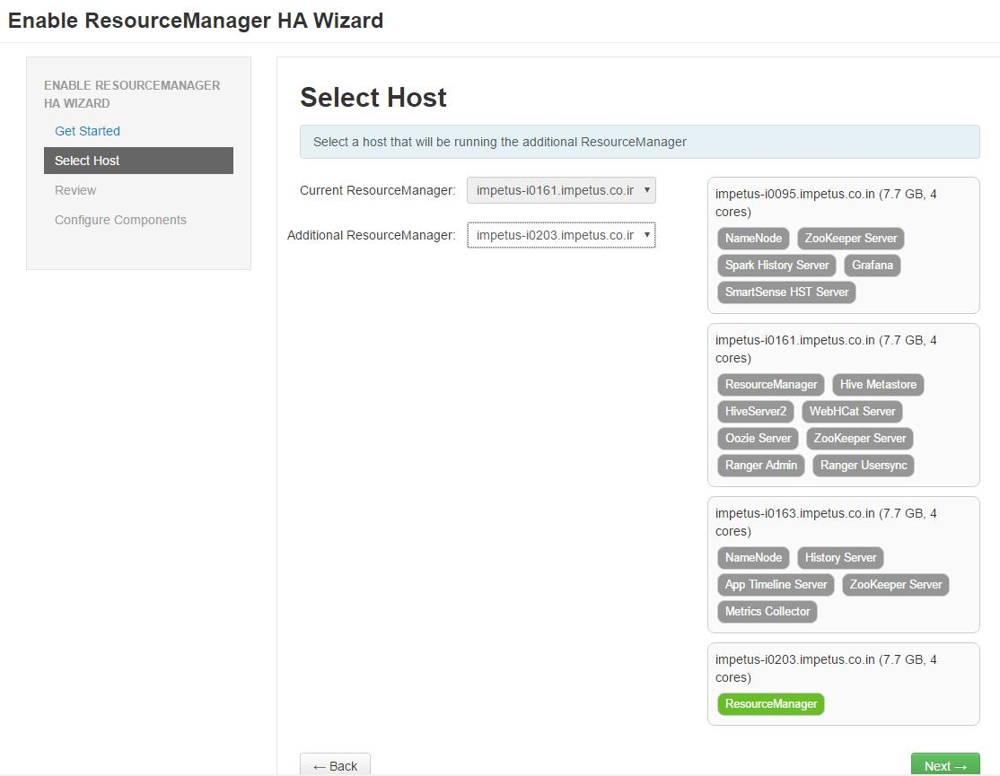 Enable ResourceManager HA Wizard
ENABLE RESOURCEMANAGER
HA WIZARD
Get Started
Select Host
Review
Configure Components
Select Host
Select a host that will be running the additional ResourceManager
Current ResourceManager: impetus-i0161.impetus.co.ir
Additional ResourceManager: impetus-i0203.impetus.co.ir
impetus-i0095.impetus.co.in (7.7 GB, 4
cores)
NameNode ZooKeeper Server
Spark History Server Grafana
SmartSense HST Server
impetus-i0161.impetus.co.in (7.7 GB, 4
cores)
ResourceManager Hive Metastore
HiveServer2 WebHCat Server
Oozie Server ZooKeeper Server
Ranger Admin Ranger Usersync
impetus-i0163.impetus.co.in (7.7 GB, 4
cores)
NameNode History Server
App Timeline Server ZooKeeper Server
Metrics Collector
impetus-i0203.impetus.co.in (7.7 GB, 4
cores)
ResourceManager
← Back Next →